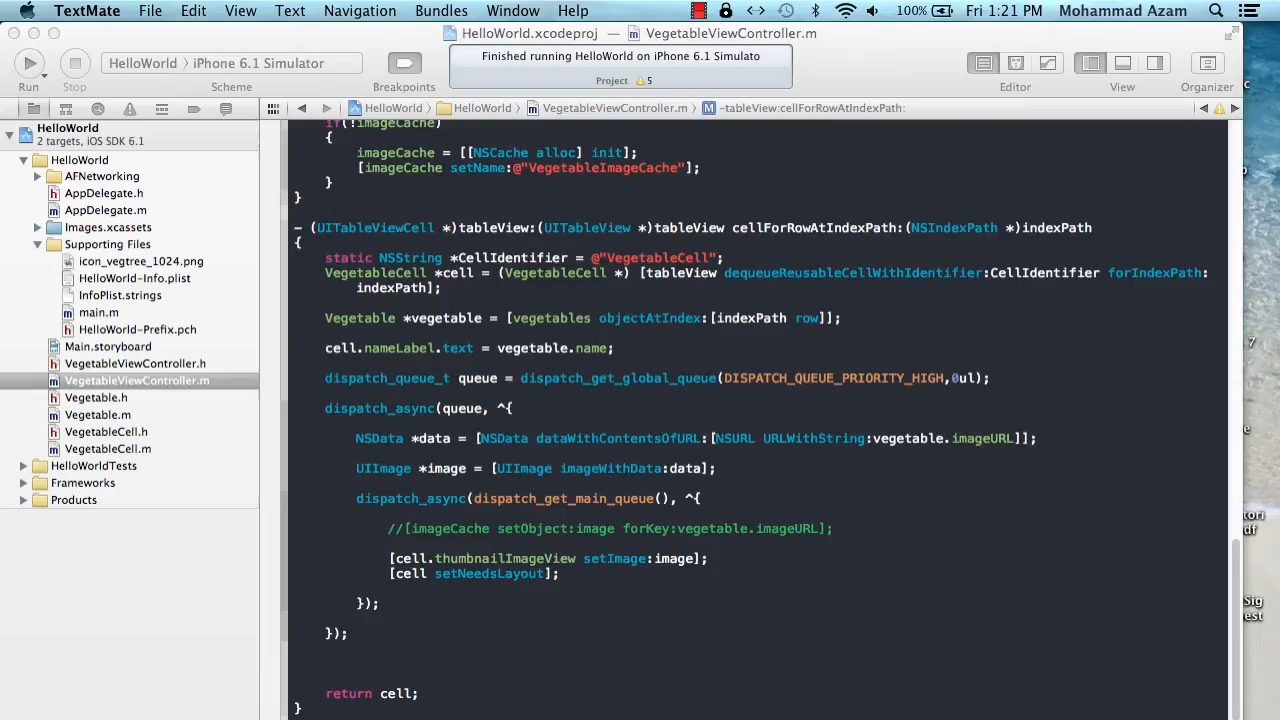 TextMate File Edit View Text Navigation Bundles Window Help 100% Fri 1:21 PM Mohammad Azam
HelloWorld.xcodeproj — VegetableViewController.m
HelloWorld iPhone 6.1 Simulator
Finished running HelloWorld on iPhone 6.1 Simulato
Project 5
Run Stop Scheme Breakpoints Editor View Organizer
HelloWorld HelloWorld VegetableViewController.m -tableView:cellForRowAtIndexPath:
HelloWorld
2 targets, iOS SDK 6.1
HelloWorld
AFNetworking
AppDelegate.h
AppDelegate.m
Images.xcassets
Supporting Files
icon_vegtree_1024.png
HelloWorld-Info.plist
InfoPlist.strings
main.m
HelloWorld-Prefix.pch
Main.storyboard
VegetableViewController.h
VegetableViewController.m
Vegetable.h
Vegetable.m
VegetableCell.h
VegetableCell.m
HelloWorldTests
Frameworks
Products
if(!imageCache)
{
imageCache = [[NSCache alloc] init];
[imageCache setName:@"VegetableImageCache"];
}
}
- (UITableViewCell *)tableView:(UITableView *)tableView cellForRowAtIndexPath:(NSIndexPath *)indexPath
{
static NSString *CellIdentifier = @"VegetableCell";
VegetableCell *cell = (VegetableCell *) [tableView dequeueReusableCellWithIdentifier:CellIdentifier forIndexPath:
indexPath];
Vegetable *vegetable = [vegetables objectAtIndex:[indexPath row]];
cell.nameLabel.text = vegetable.name;
dispatch_queue_t queue = dispatch_get_global_queue(DISPATCH_QUEUE_PRIORITY_HIGH,0ul);
dispatch_async(queue, ^{
NSData *data = [NSData dataWithContentsOfURL:[NSURL URLWithString:vegetable.imageURL]];
UIImage *image = [UIImage imageWithData:data];
dispatch_async(dispatch_get_main_queue(), ^{
//[imageCache setObject:image forKey:vegetable.imageURL];
[cell.thumbnailImageView setImage:image];
[cell setNeedsLayout];
});
});
return cell;
}
7
tori
df
Sig
est